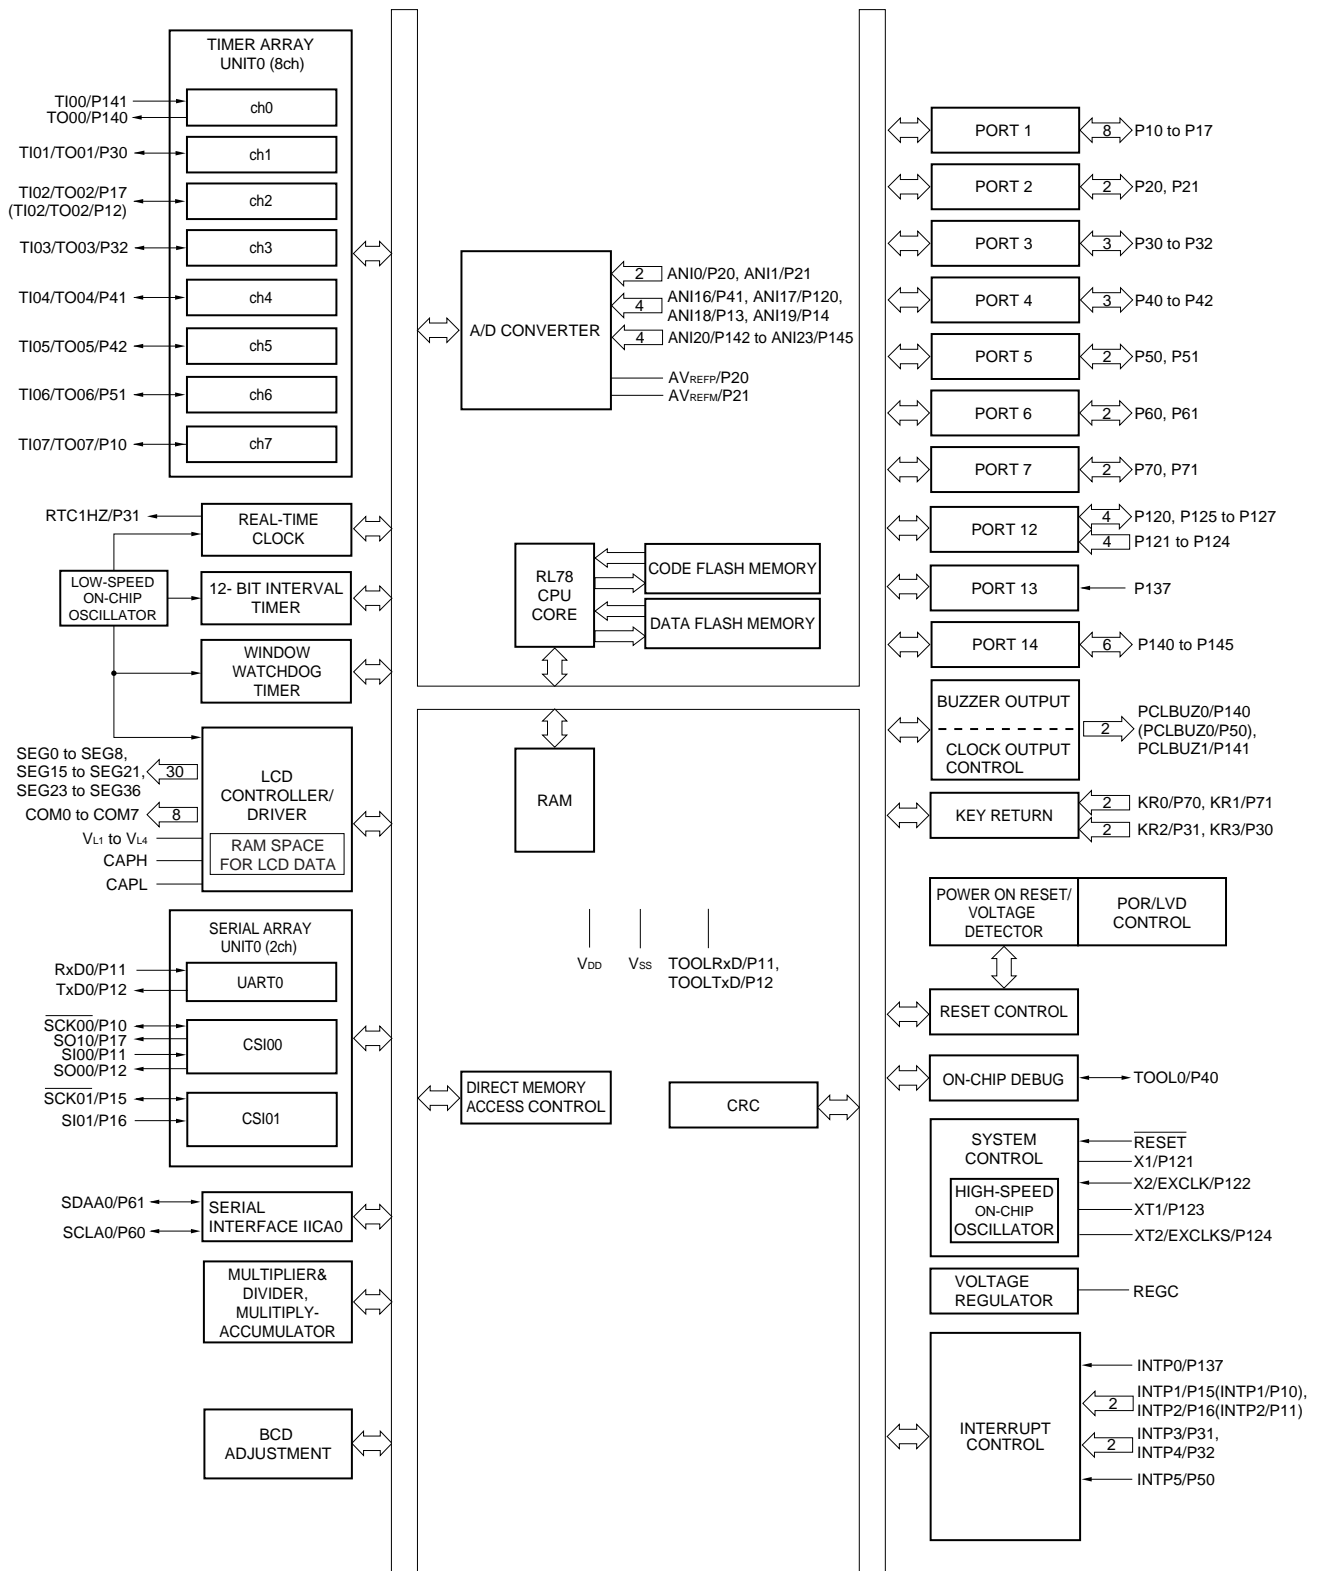 TIMER ARRAY
UNIT0 (8ch)
TI00/P141
TO00/P140
ch0
TI01/TO01/P30
ch1
TI02/TO02/P17
(TI02/TO02/P12)
ch2
TI03/TO03/P32
ch3
TI04/TO04/P41
ch4
TI05/TO05/P42
ch5
TI06/TO06/P51
ch6
TI07/TO07/P10
ch7
RTC1HZ/P31
REAL-TIME
CLOCK
LOW-SPEED
ON-CHIP
OSCILLATOR
12- BIT INTERVAL
TIMER
WINDOW
WATCHDOG
TIMER
SEG0 to SEG8,
SEG15 to SEG21,
SEG23 to SEG36
30
COM0 to COM7
8
VL1 to VL4
CAPH
CAPL
LCD
CONTROLLER/
DRIVER
RAM SPACE
FOR LCD DATA
SERIAL ARRAY
UNIT0 (2ch)
RxD0/P11
TxD0/P12
UART0
SCK00/P10
SO10/P17
SI00/P11
SO00/P12
CSI00
SCK01/P15
SI01/P16
CSI01
SDAA0/P61
SCLA0/P60
SERIAL
INTERFACE IICA0
MULTIPLIER&
DIVIDER,
MULITIPLY-
ACCUMULATOR
BCD
ADJUSTMENT
A/D CONVERTER
2
ANI0/P20, ANI1/P21
4
ANI16/P41, ANI17/P120,
ANI18/P13, ANI19/P14
4
ANI20/P142 to ANI23/P145
AVREFP/P20
AVREFM/P21
RL78
CPU
CORE
CODE FLASH MEMORY
DATA FLASH MEMORY
RAM
VDD
VSS
TOOLRxD/P11,
TOOLTxD/P12
DIRECT MEMORY
ACCESS CONTROL
CRC
PORT 1
8
P10 to P17
PORT 2
2
P20, P21
PORT 3
3
P30 to P32
PORT 4
3
P40 to P42
PORT 5
2
P50, P51
PORT 6
2
P60, P61
PORT 7
2
P70, P71
PORT 12
4
P120, P125 to P127
4
P121 to P124
PORT 13
P137
PORT 14
6
P140 to P145
BUZZER OUTPUT
CLOCK OUTPUT
CONTROL
2
PCLBUZ0/P140
(PCLBUZ0/P50),
PCLBUZ1/P141
KEY RETURN
2
KR0/P70, KR1/P71
2
KR2/P31, KR3/P30
POWER ON RESET/
VOLTAGE
DETECTOR
POR/LVD
CONTROL
RESET CONTROL
ON-CHIP DEBUG
TOOL0/P40
SYSTEM
CONTROL
HIGH-SPEED
ON-CHIP
OSCILLATOR
RESET
X1/P121
X2/EXCLK/P122
XT1/P123
XT2/EXCLKS/P124
VOLTAGE
REGULATOR
REGC
INTERRUPT
CONTROL
INTP0/P137
2
INTP1/P15(INTP1/P10),
INTP2/P16(INTP2/P11)
2
INTP3/P31,
INTP4/P32
INTP5/P50